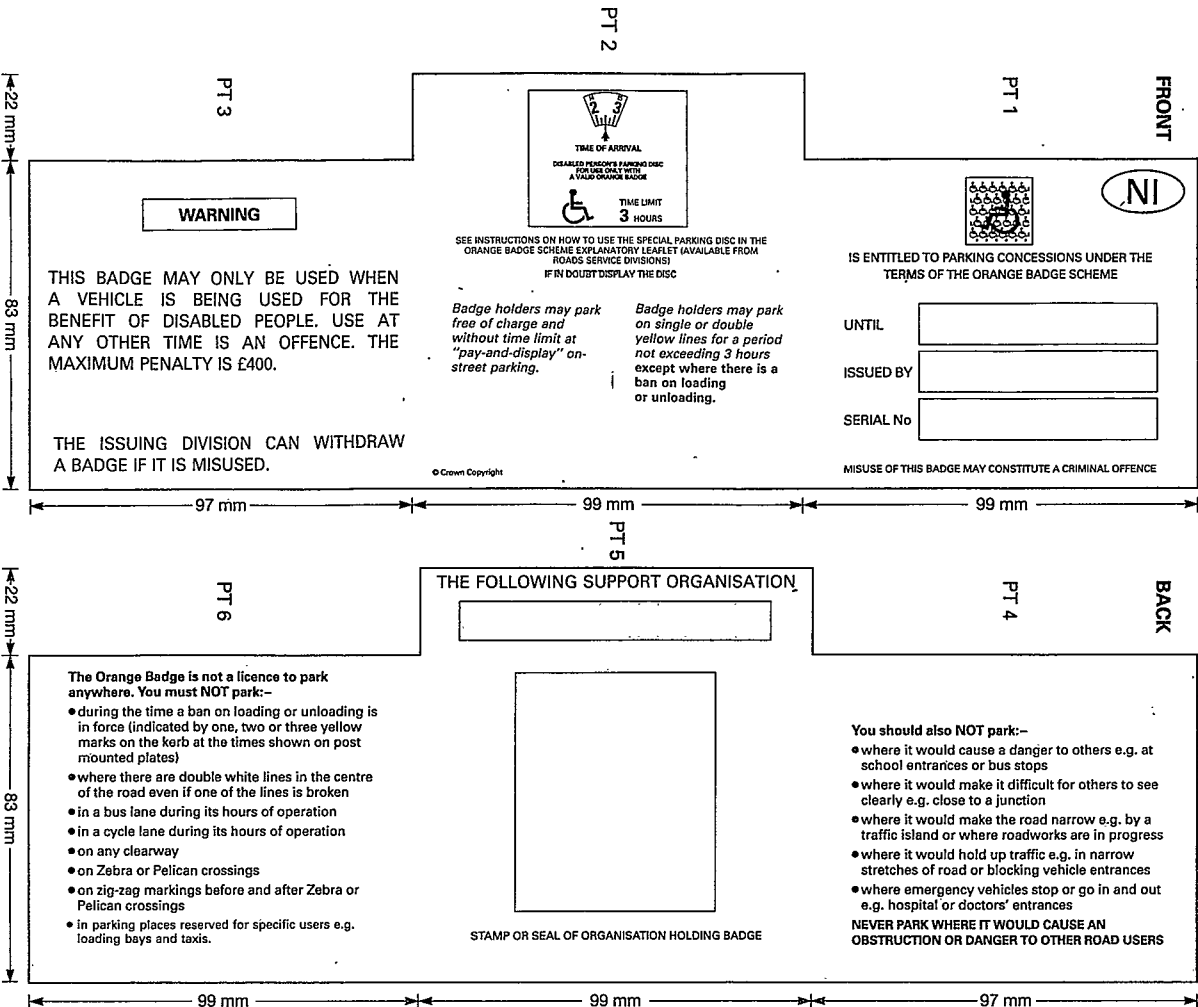 PT 2
PT 3
PT 1
FRONT
22 mm
83 mm
WARNING
THIS BADGE MAY ONLY BE USED WHEN
A VEHICLE IS BEING USED FOR THE
BENEFIT OF DISABLED PEOPLE. USE AT
ANY OTHER TIME IS AN OFFENCE. THE
MAXIMUM PENALTY IS £400.
THE ISSUING DIVISION CAN WITHDRAW
A BADGE IF IT IS MISUSED.
2 3
TIME OF ARRIVAL
DISABLED PERSON'S PARKING DISC
FOR USE ONLY WITH
A VALID ORANGE BADGE
TIME LIMIT
3 HOURS
SEE INSTRUCTIONS ON HOW TO USE THE SPECIAL PARKING DISC IN THE
ORANGE BADGE SCHEME EXPLANATORY LEAFLET (AVAILABLE FROM
ROADS SERVICE DIVISIONS)
IF IN DOUBT DISPLAY THE DISC
Badge holders may park
free of charge and
without time limit at
"pay-and-display" on-
street parking.
Badge holders may park
on single or double
yellow lines for a period
not exceeding 3 hours
except where there is a
ban on loading
or unloading.
© Crown Copyright
NI
IS ENTITLED TO PARKING CONCESSIONS UNDER THE
TERMS OF THE ORANGE BADGE SCHEME
UNTIL
ISSUED BY
SERIAL No
MISUSE OF THIS BADGE MAY CONSTITUTE A CRIMINAL OFFENCE
97 mm
99 mm
99 mm
PT 5
PT 6
PT 4
BACK
22 mm
83 mm
The Orange Badge is not a licence to park
anywhere. You must NOT park:–
• during the time a ban on loading or unloading is
in force (indicated by one, two or three yellow
marks on the kerb at the times shown on post
mounted plates)
• where there are double white lines in the centre
of the road even if one of the lines is broken
• in a bus lane during its hours of operation
• in a cycle lane during its hours of operation
• on any clearway
• on Zebra or Pelican crossings
• on zig-zag markings before and after Zebra or
Pelican crossings
• in parking places reserved for specific users e.g.
loading bays and taxis.
THE FOLLOWING SUPPORT ORGANISATION
STAMP OR SEAL OF ORGANISATION HOLDING BADGE
You should also NOT park:–
• where it would cause a danger to others e.g. at
school entrances or bus stops
• where it would make it difficult for others to see
clearly e.g. close to a junction
• where it would make the road narrow e.g. by a
traffic island or where roadworks are in progress
• where it would hold up traffic e.g. in narrow
stretches of road or blocking vehicle entrances
• where emergency vehicles stop or go in and out
e.g. hospital or doctors' entrances
NEVER PARK WHERE IT WOULD CAUSE AN
OBSTRUCTION OR DANGER TO OTHER ROAD USERS
99 mm
99 mm
97 mm